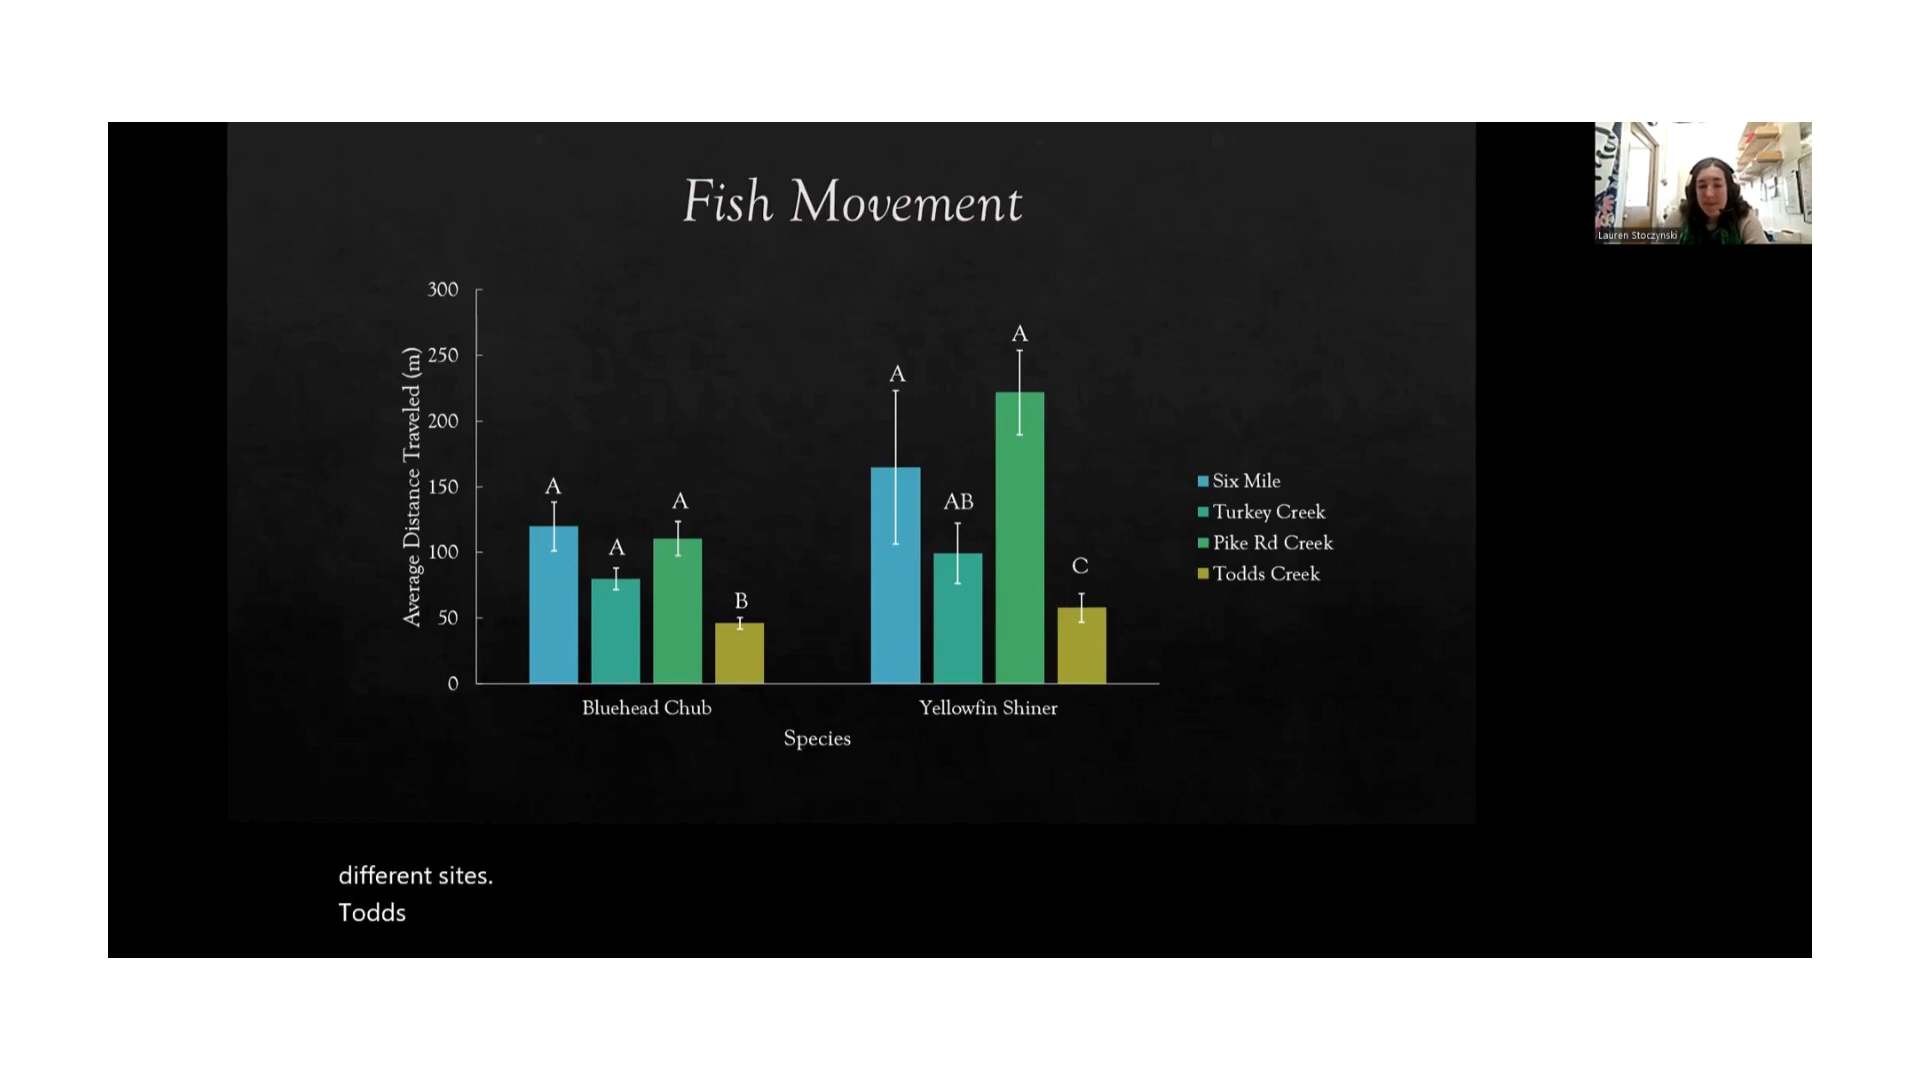 Fish Movement
Lauren Stoczynski
Average Distance Traveled (m)
300
250
200
150
100
50
0
A
A
A
B
A
AB
A
C
Bluehead Chub
Yellowfin Shiner
Species
Six Mile
Turkey Creek
Pike Rd Creek
Todds Creek
different sites.
Todds